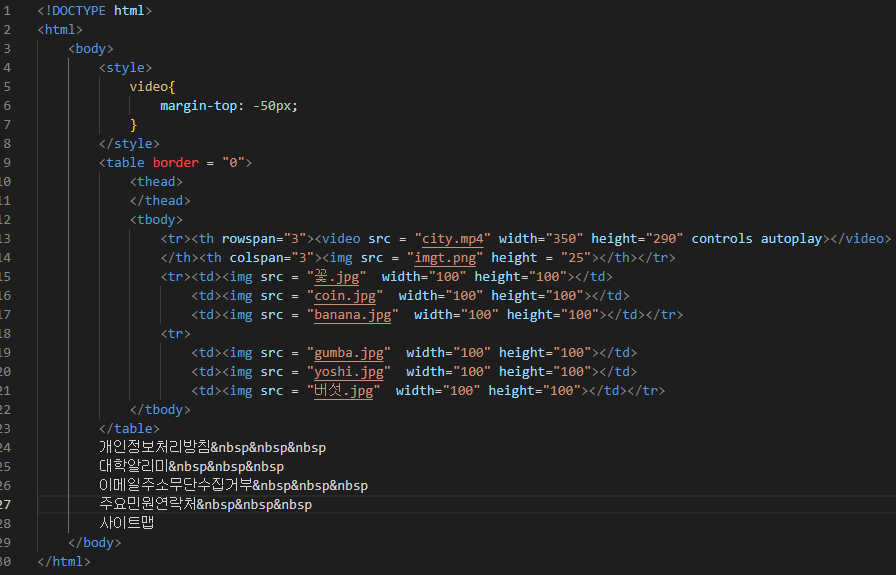 1 <!DOCTYPE html>
2 <html>
3 <body>
4 <style>
5 video{
6 margin-top: -50px;
7 }
8 </style>
9 <table border = "0">
10 <thead>
11 </thead>
12 <tbody>
13 <tr><th rowspan="3"><video src = "city.mp4" width="350" height="290" controls autoplay></video>
14 </th><th colspan="3"><img src = "imgt.png" height = "25"></th></tr>
15 <tr><td><img src = "꽃.jpg"  width="100" height="100"></td>
16 <td><img src = "coin.jpg"  width="100" height="100"></td>
17 <td><img src = "banana.jpg"  width="100" height="100"></td></tr>
18 <tr>
19 <td><img src = "gumba.jpg"  width="100" height="100"></td>
20 <td><img src = "yoshi.jpg"  width="100" height="100"></td>
21 <td><img src = "버섯.jpg"  width="100" height="100"></td></tr>
22 </tbody>
23 </table>
24 개인정보처리방침&nbsp&nbsp&nbsp
25 대학알리미&nbsp&nbsp&nbsp
26 이메일주소무단수집거부&nbsp&nbsp&nbsp
27 주요민원연락처&nbsp&nbsp&nbsp
28 사이트맵
29 </body>
30 </html>